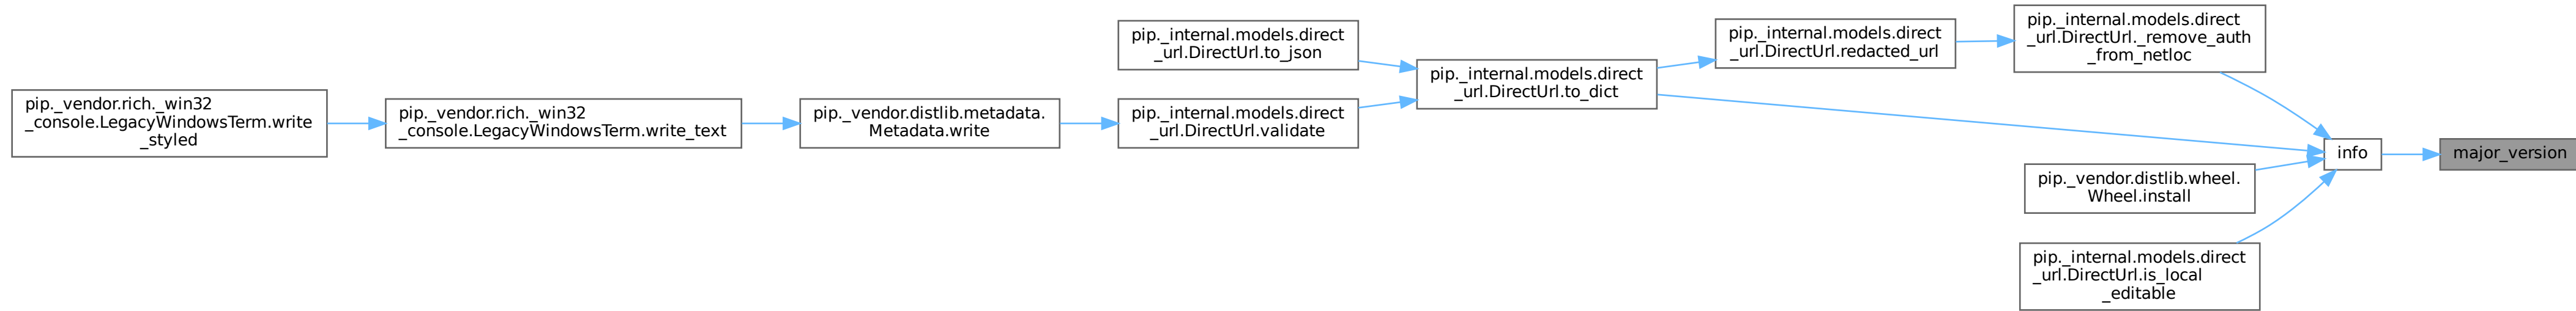 pip._vendor.rich._win32
_console.LegacyWindowsTerm.write
_styled
pip._vendor.rich._win32
_console.LegacyWindowsTerm.write_text
pip._vendor.distlib.metadata.
Metadata.write
pip._internal.models.direct
_url.DirectUrl.to_json
pip._internal.models.direct
_url.DirectUrl.validate
pip._internal.models.direct
_url.DirectUrl.to_dict
pip._internal.models.direct
_url.DirectUrl.redacted_url
pip._internal.models.direct
_url.DirectUrl._remove_auth
_from_netloc
pip._vendor.distlib.wheel.
Wheel.install
pip._internal.models.direct
_url.DirectUrl.is_local
_editable
info
major_version